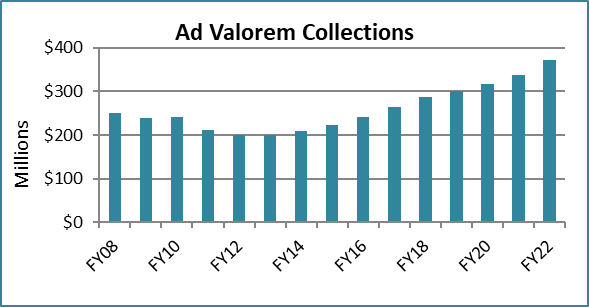 Ad Valorem Collections
$400
$300
$200
$100
$0
Millions
FY08
FY10
FY12
FY14
FY16
FY18
FY20
FY22